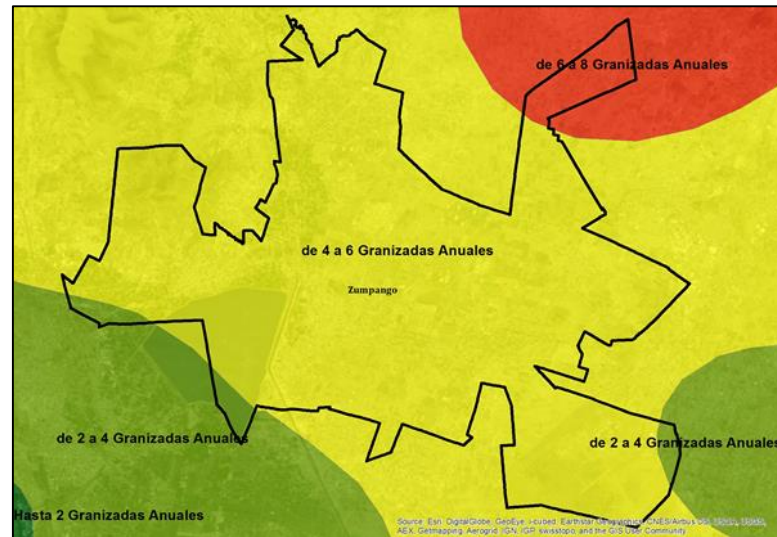 de 6 a 8 Granizadas Anuales
de 4 a 6 Granizadas Anuales
Zumpango
de 2 a 4 Granizadas Anuales
de 2 a 4 Granizadas Anuales
Hasta 2 Granizadas Anuales
Source: Esri, DigitalGlobe, GeoEye, i-cubed, Earthstar Geographics, CNES/Airbus DS, USDA, USGS,
AEX, Getmapping, Aerogrid, IGN, IGP, swisstopo, and the GIS User Community